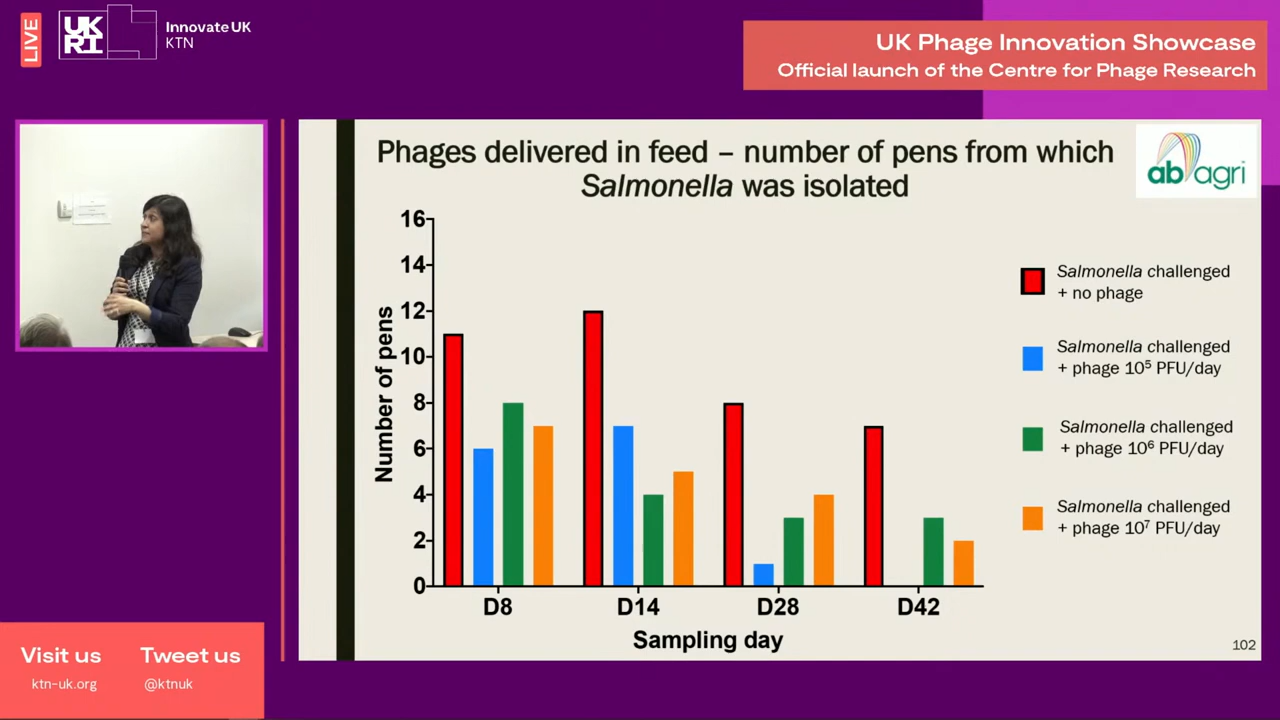 LIVE
UK
RI
Innovate UK
KTN
UK Phage Innovation Showcase
Official launch of the Centre for Phage Research
Phages delivered in feed – number of pens from which
Salmonella was isolated
ab agri
Number of pens
16
14
12
10
8
6
4
2
0
D8 D14 D28 D42
Sampling day
Salmonella challenged
+ no phage
Salmonella challenged
+ phage 10⁵ PFU/day
Salmonella challenged
+ phage 10⁶ PFU/day
Salmonella challenged
+ phage 10⁷ PFU/day
102
Visit us
ktn-uk.org
Tweet us
@ktnuk